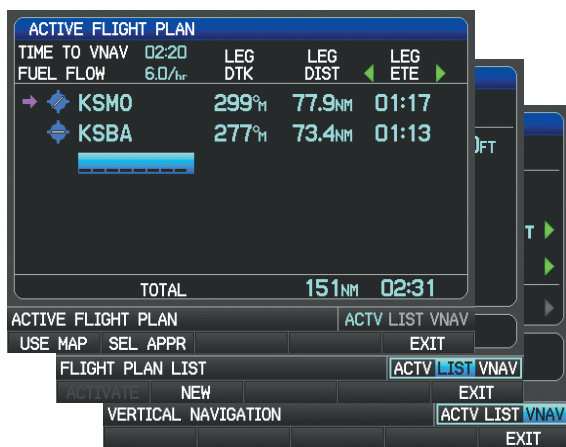 ACTIVE FLIGHT PLAN
TIME TO VNAV 02:20
FUEL FLOW 6.0/hr
LEG DTK LEG DIST LEG ETE
KSMO 299°M 77.9NM 01:17
KSBA 277°M 73.4NM 01:13
TOTAL 151NM 02:31
FT
T
ACTIVE FLIGHT PLAN ACTV LIST VNAV
USE MAP SEL APPR EXIT
FLIGHT PLAN LIST ACTV LIST VNAV
ACTIVATE NEW EXIT
VERTICAL NAVIGATION ACTV LIST VNAV
EXIT